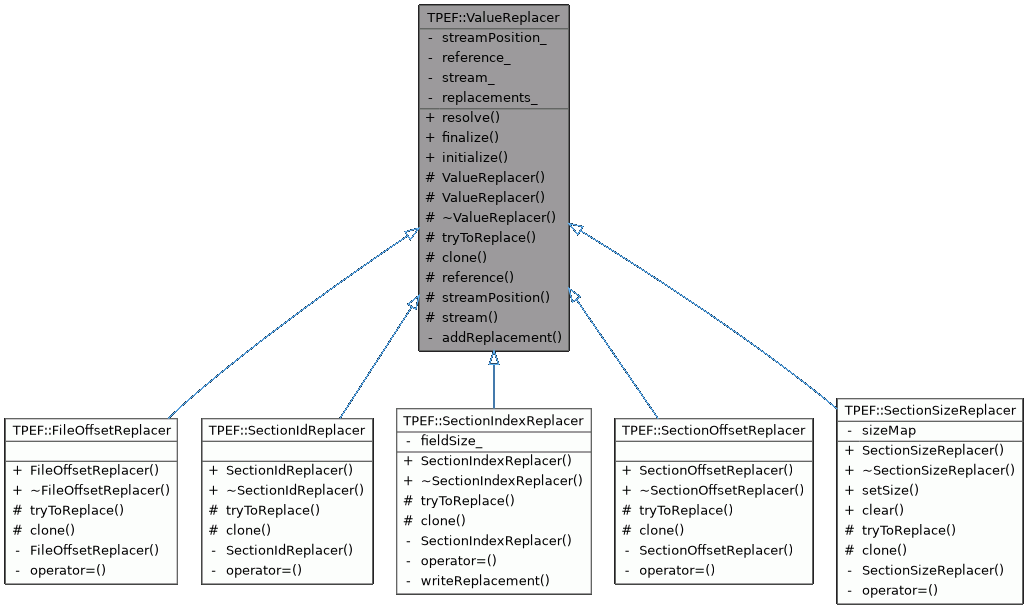 TPEF::ValueReplacer
- streamPosition_
- reference_
- stream_
- replacements_
+ resolve()
+ finalize()
+ initialize()
# ValueReplacer()
# ValueReplacer()
# ~ValueReplacer()
# tryToReplace()
# clone()
# reference()
# streamPosition()
# stream()
- addReplacement()
TPEF::FileOffsetReplacer
+ FileOffsetReplacer()
+ ~FileOffsetReplacer()
# tryToReplace()
# clone()
- FileOffsetReplacer()
- operator=()
TPEF::SectionIdReplacer
+ SectionIdReplacer()
+ ~SectionIdReplacer()
# tryToReplace()
# clone()
- SectionIdReplacer()
- operator=()
TPEF::SectionIndexReplacer
- fieldSize_
+ SectionIndexReplacer()
+ ~SectionIndexReplacer()
# tryToReplace()
# clone()
- SectionIndexReplacer()
- operator=()
- writeReplacement()
TPEF::SectionOffsetReplacer
+ SectionOffsetReplacer()
+ ~SectionOffsetReplacer()
# tryToReplace()
# clone()
- SectionOffsetReplacer()
- operator=()
TPEF::SectionSizeReplacer
- sizeMap
+ SectionSizeReplacer()
+ ~SectionSizeReplacer()
+ setSize()
+ clear()
# tryToReplace()
# clone()
- SectionSizeReplacer()
- operator=()